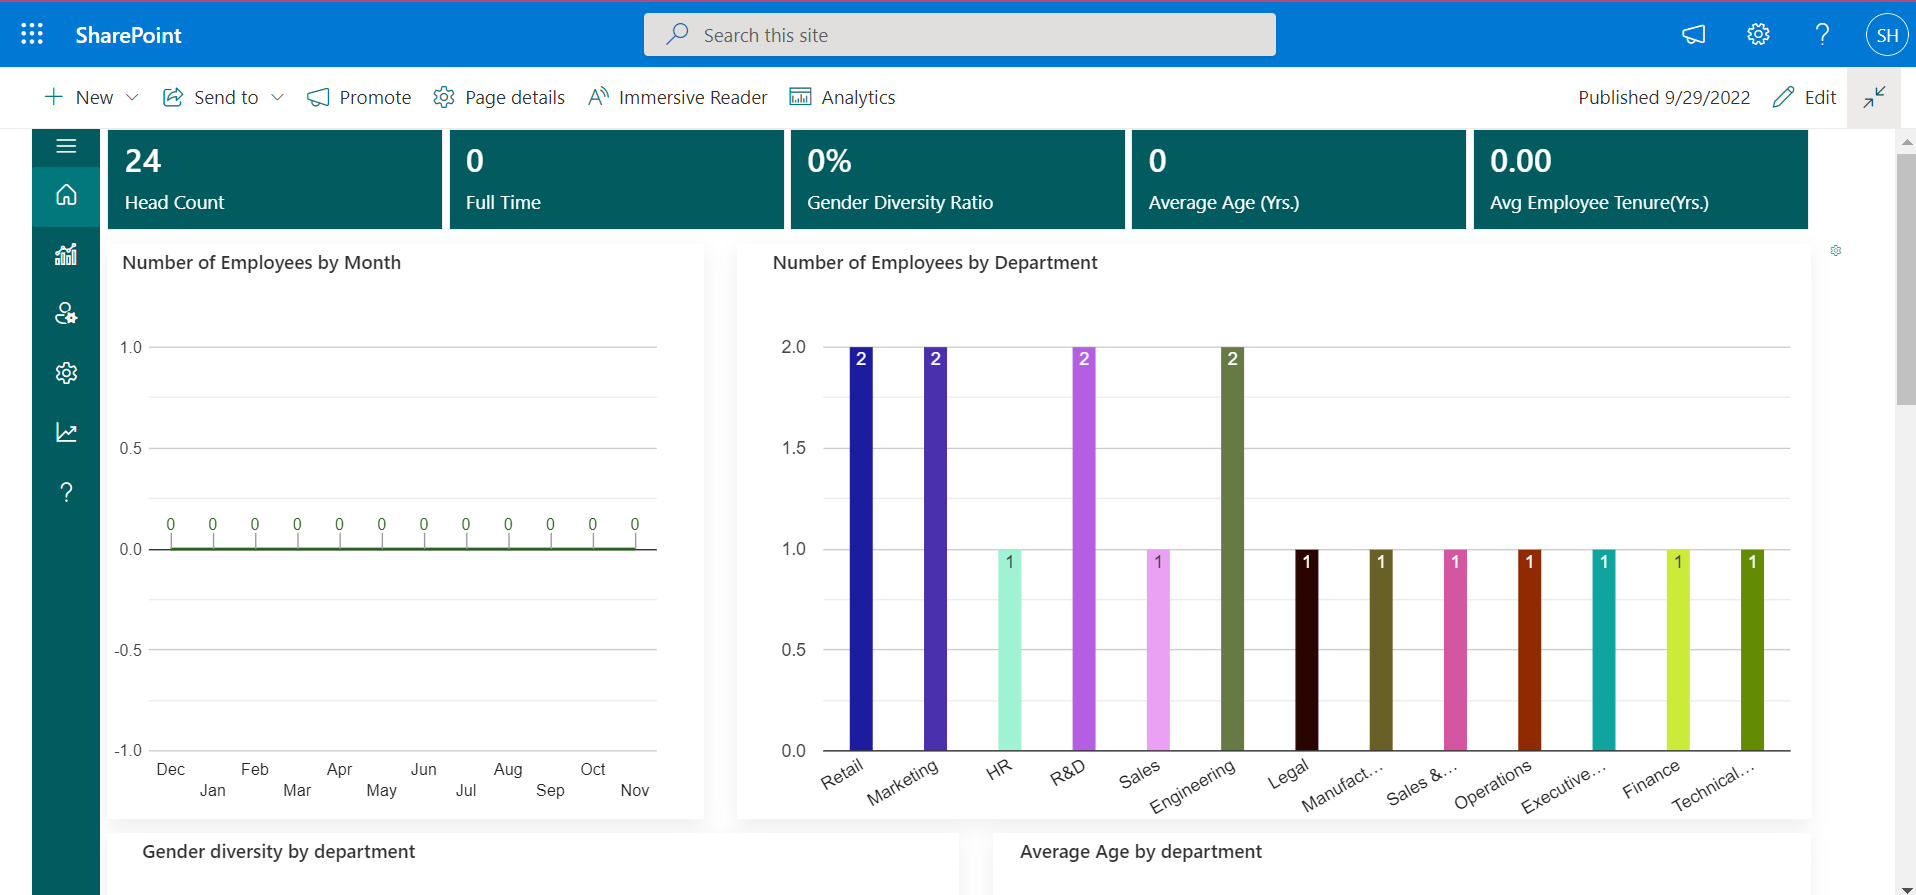 SharePoint
Search this site
SH
New
Send to
Promote
Page details
Immersive Reader
Analytics
Published 9/29/2022
Edit
24
Head Count
0
Full Time
0%
Gender Diversity Ratio
0
Average Age (Yrs.)
0.00
Avg Employee Tenure(Yrs.)
Number of Employees by Month
1.0
0.5
0.0
-0.5
-1.0
0 0 0 0 0 0 0 0 0 0 0 0
Dec Jan Feb Mar Apr May Jun Jul Aug Sep Oct Nov
Number of Employees by Department
2.0
1.5
1.0
0.5
0.0
2 2 1 2 1 2 1 1 1 1 1 1 1
Retail
Marketing
HR
R&D
Sales
Engineering
Legal
Manufact...
Sales &...
Operations
Executive...
Finance
Technical...
Gender diversity by department
Average Age by department